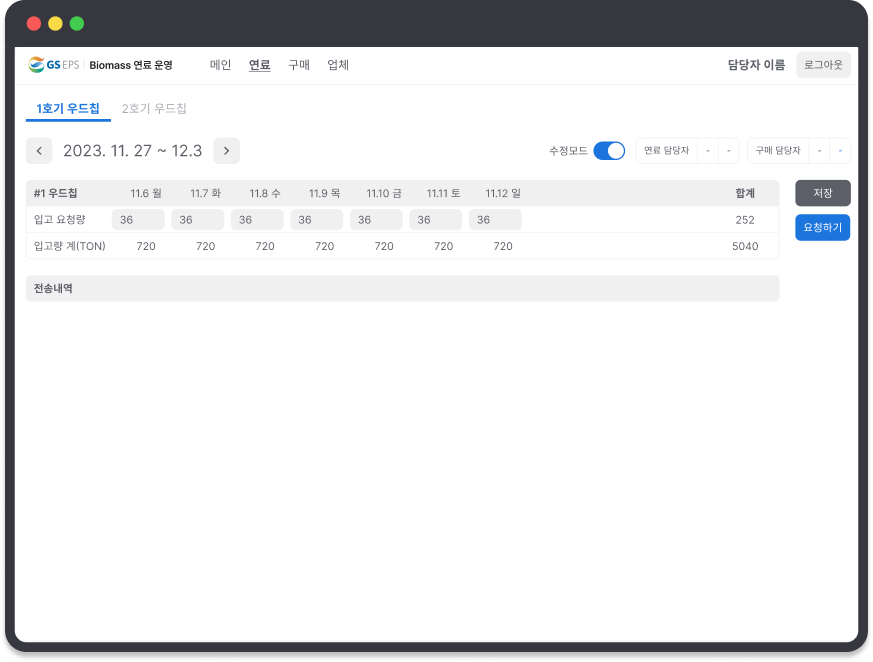 GS EPS Biomass 연료 운영 메인 연료 구매 업체 담당자 이름 로그아웃
1호기 우드칩 2호기 우드칩
2023. 11. 27 ~ 12.3 수정모드 연료 담당자 - - 구매 담당자 - -
#1 우드칩 11.6 월 11.7 화 11.8 수 11.9 목 11.10 금 11.11 토 11.12 일 합계 저장
입고 요청량 36 36 36 36 36 36 36 252 요청하기
입고량 계(TON) 720 720 720 720 720 720 720 5040
전송내역